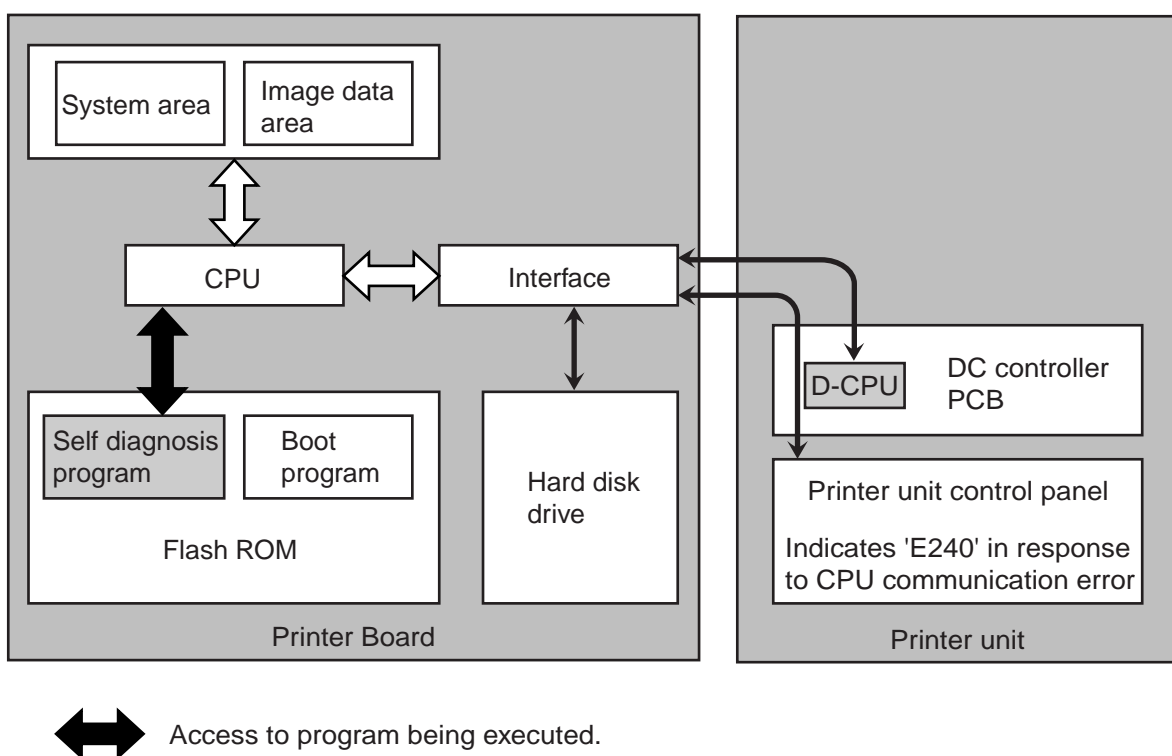 System area
Image data
area
CPU
Interface
Self diagnosis
program
Boot
program
Flash ROM
Hard disk
drive
Printer Board
D-CPU
DC controller
PCB
Printer unit control panel
Indicates 'E240' in response
to CPU communication error
Printer unit
Access to program being executed.